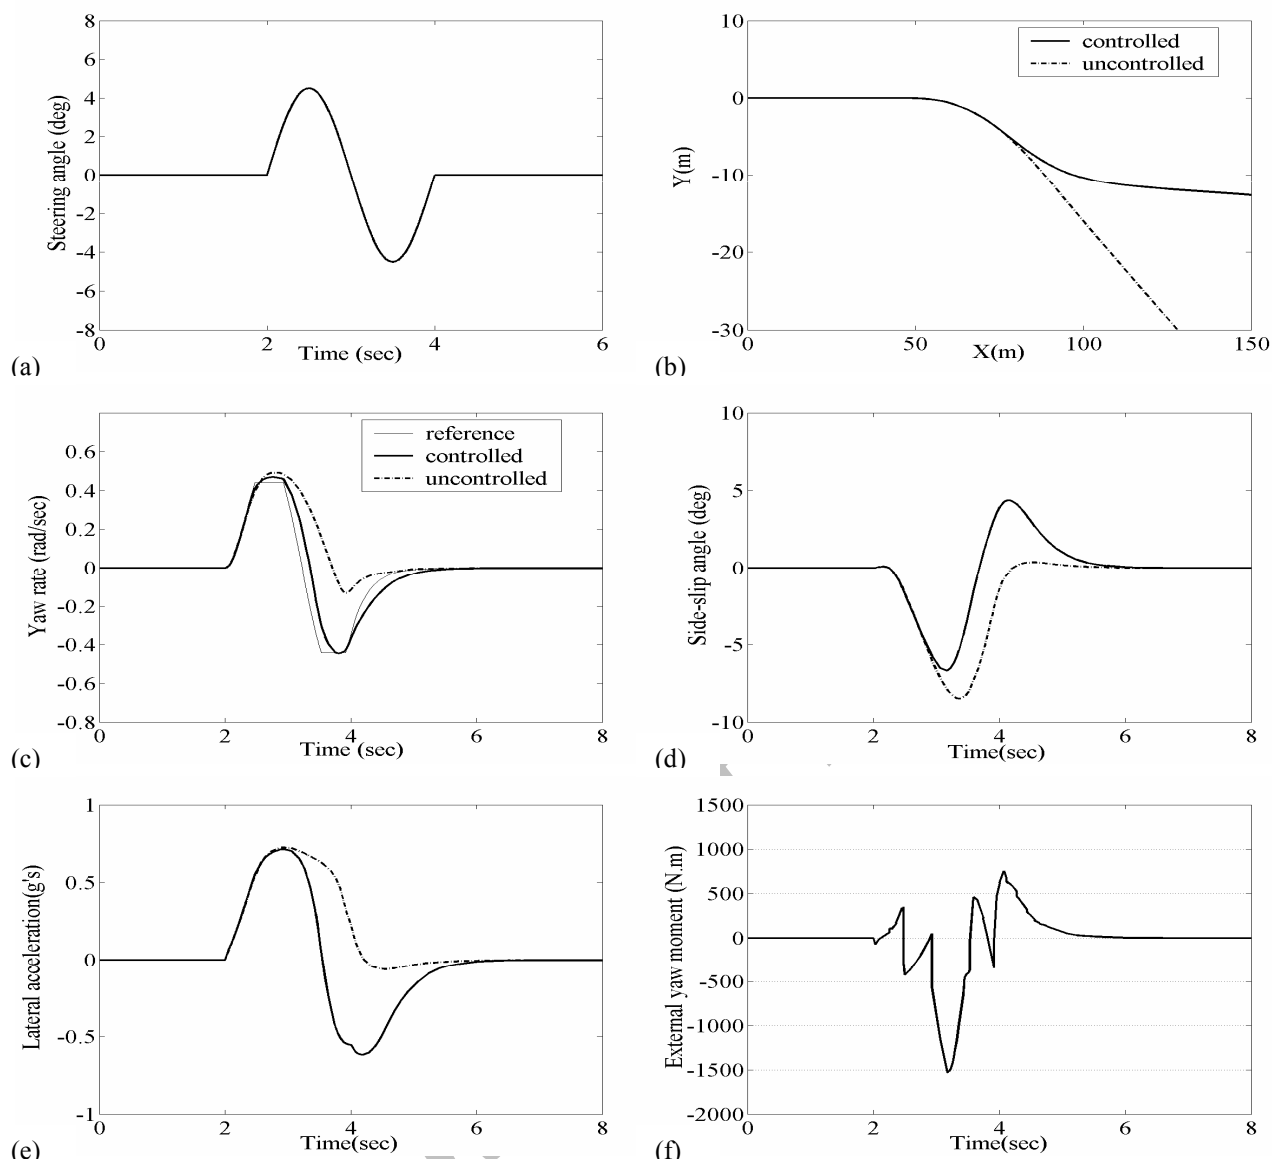 8
6
4
2
0
-2
-4
-6
-8
Steering angle (deg)
0
2
4
6
Time (sec)
(a)
10
0
-10
-20
-30
Y(m)
controlled
uncontrolled
0
50
100
150
X(m)
(b)
0.6
0.4
0.2
0
-0.2
-0.4
-0.6
-0.8
Yaw rate (rad/sec)
reference
controlled
uncontrolled
0
2
4
6
8
Time (sec)
(c)
10
5
0
-5
-10
Side-slip angle (deg)
0
2
4
6
8
Time(sec)
(d)
1
0.5
0
-0.5
-1
Lateral acceleration(g's)
0
2
4
6
8
Time(sec)
(e)
1500
1000
500
0
-500
-1000
-1500
-2000
External yaw moment (N.m)
0
2
4
6
8
Time(sec)
(f)